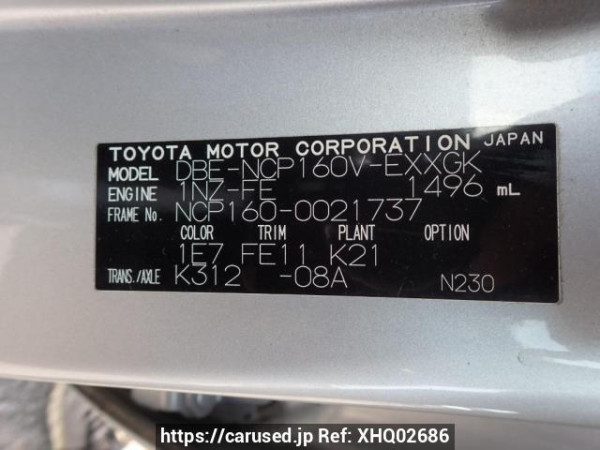 TOYOTA MOTOR CORPORATION JAPAN
MODEL DBE-NCP160V-EXXGK
ENGINE 1NZ-FE 1496 mL
FRAME No. NCP160-0021737
COLOR TRIM PLANT OPTION
1E7 FE11 K21
TRANS./AXLE K312 -08A N230
https://carused.jp Ref: XHQ02686